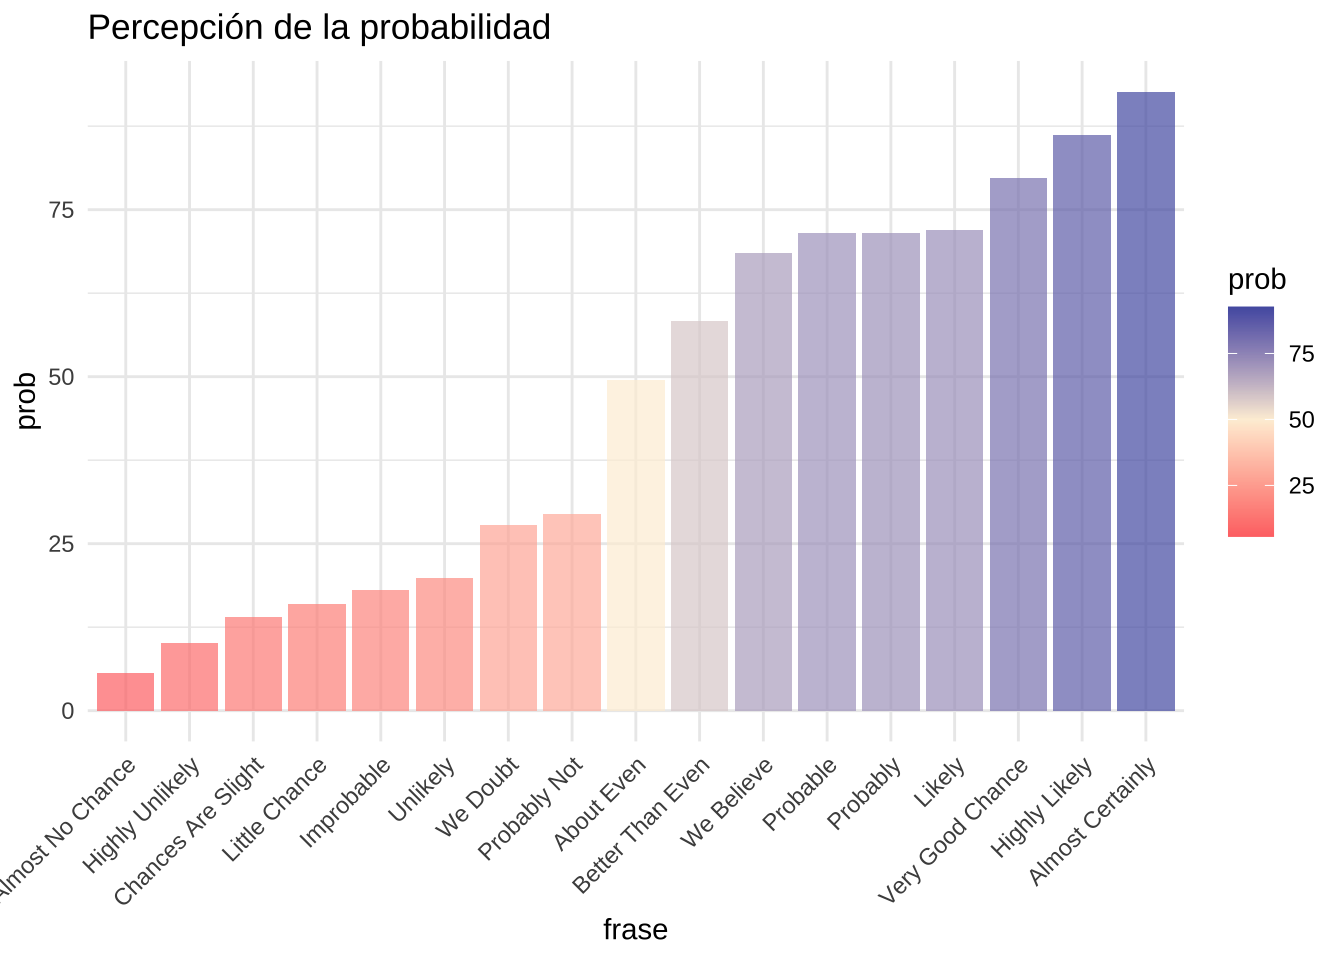 Percepción de la probabilidad
prob
75
50
25
0
Almost No Chance
Highly Unlikely
Chances Are Slight
Little Chance
Improbable
Unlikely
We Doubt
Probably Not
About Even
Better Than Even
We Believe
Probable
Probably
Likely
Very Good Chance
Highly Likely
Almost Certainly
frase
prob
75
50
25